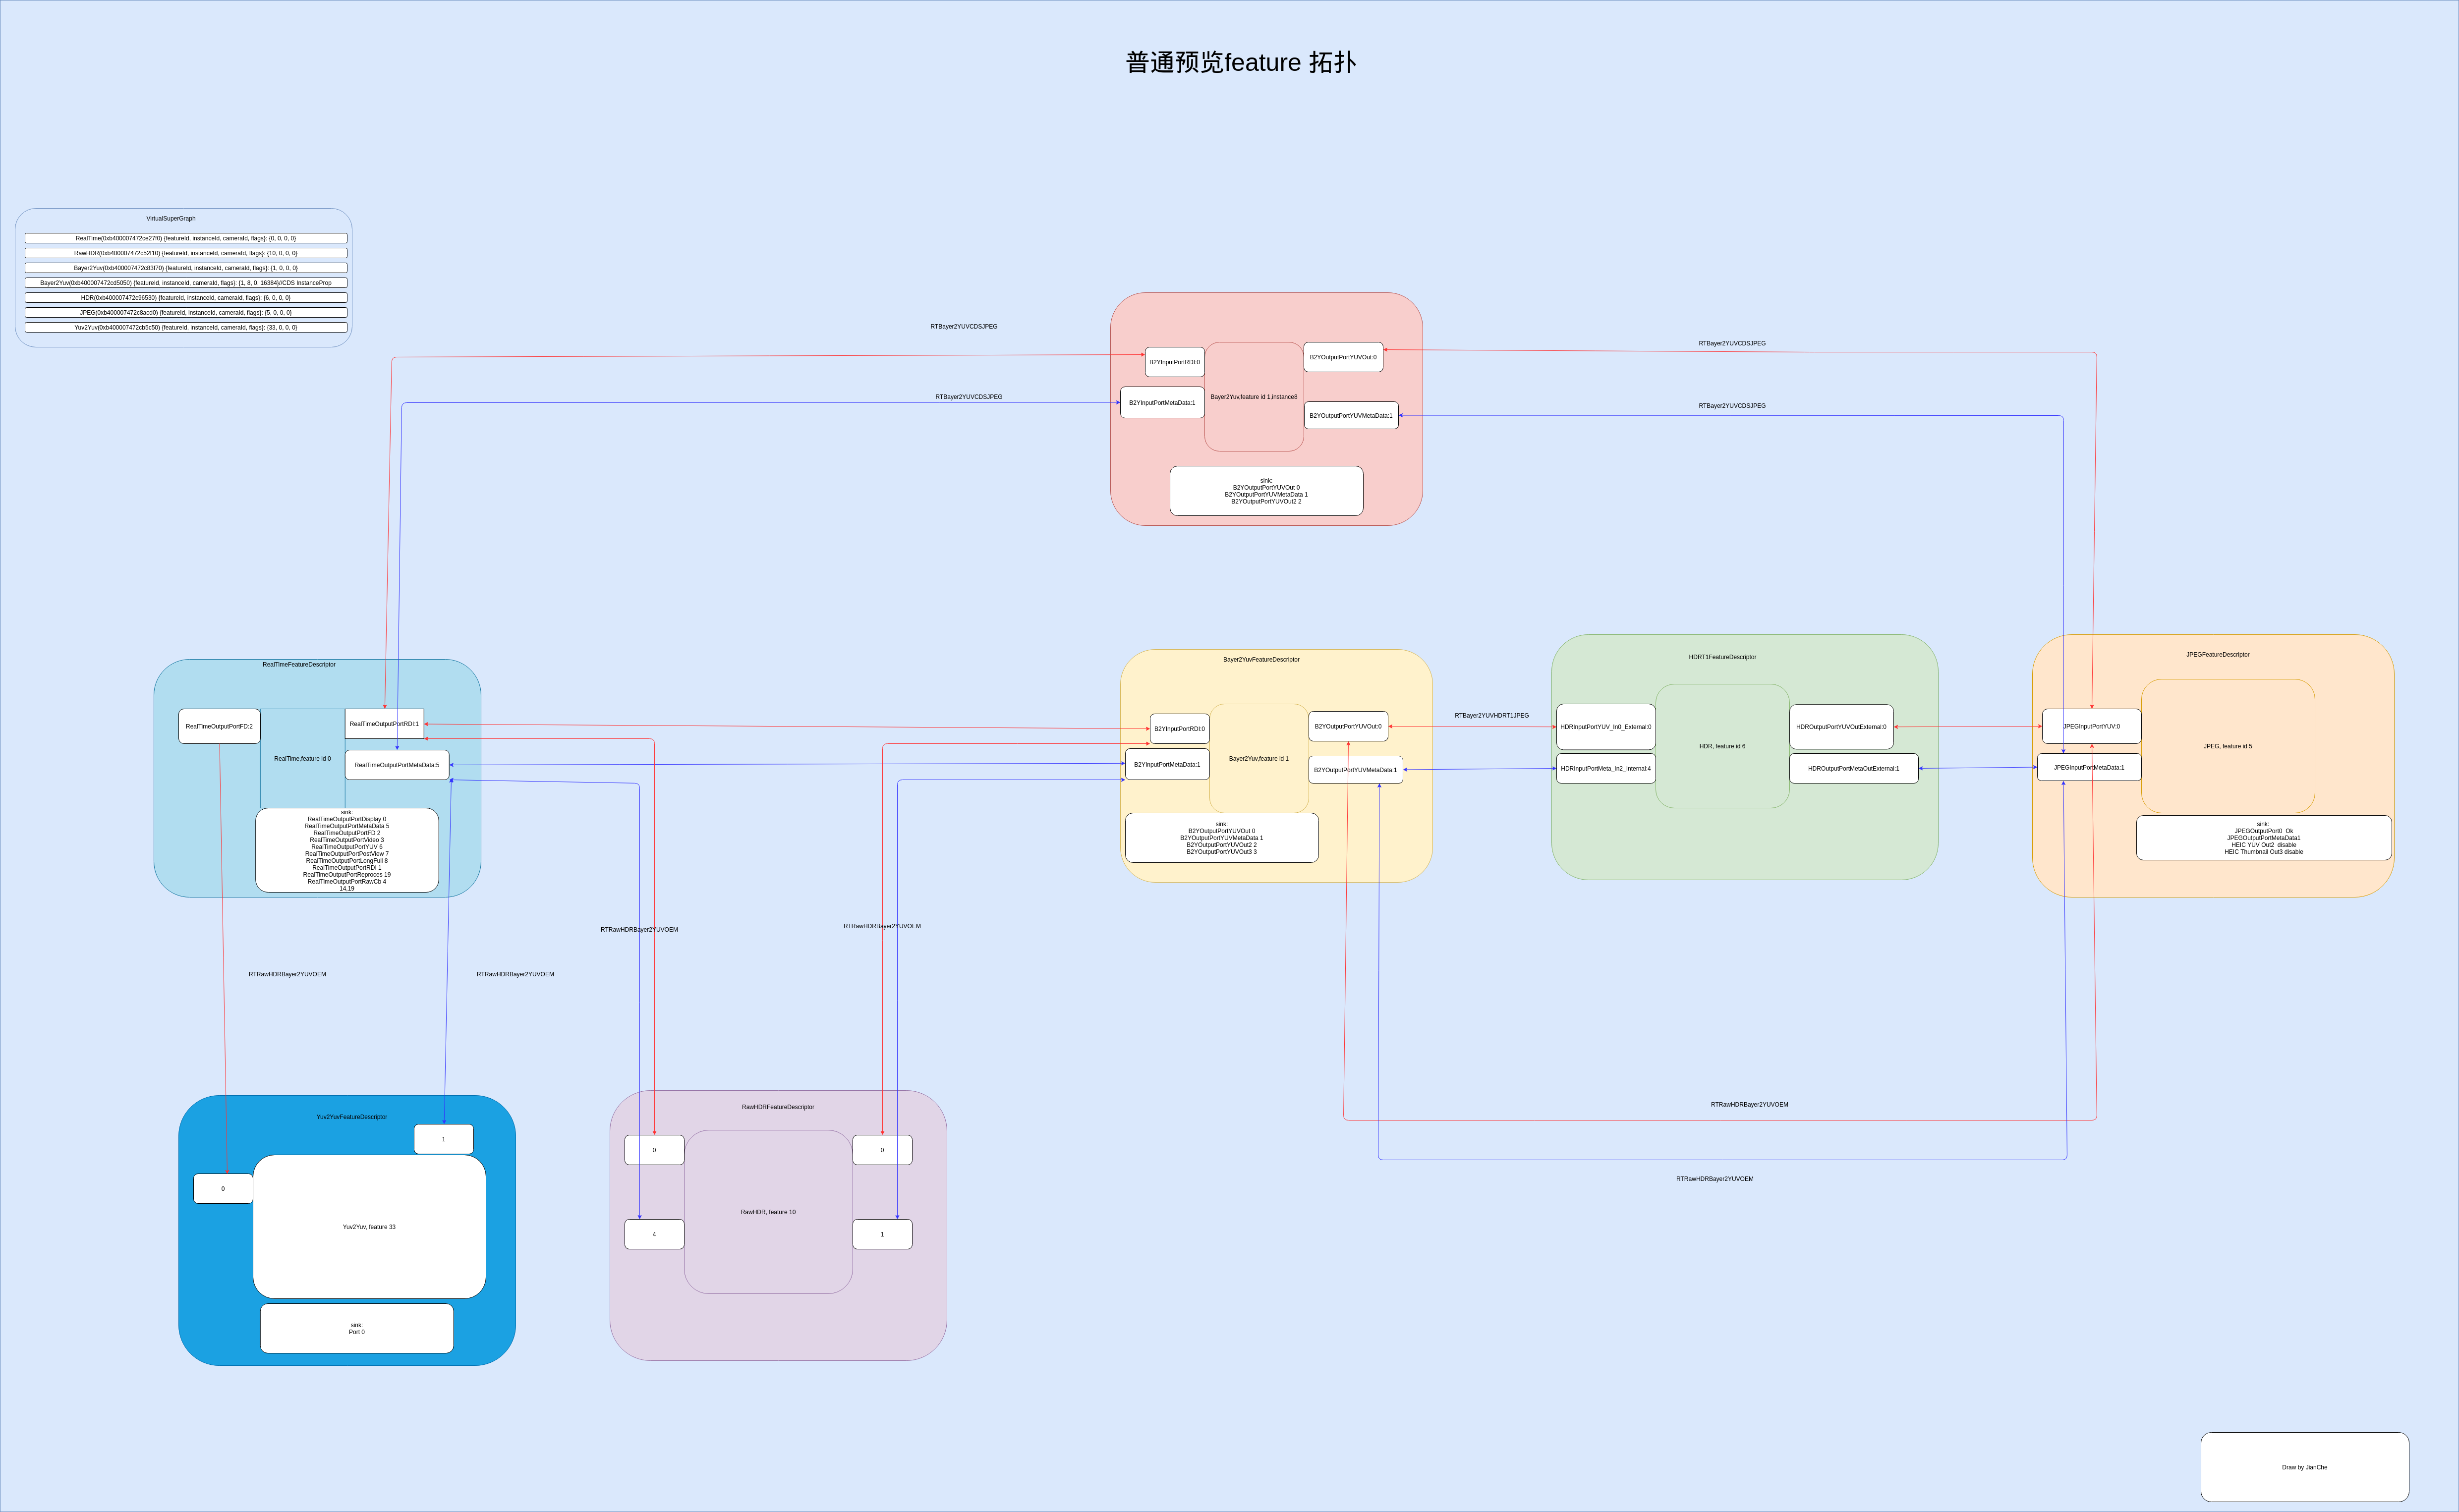 普通预览feature 拓扑
VirtualSuperGraph
RealTime(0xb400007472ce27f0) {featureId, instanceId, cameraId, flags}: {0, 0, 0, 0}
RawHDR(0xb400007472c52f10) {featureId, instanceId, cameraId, flags}: {10, 0, 0, 0}
Bayer2Yuv(0xb400007472c83f70) {featureId, instanceId, cameraId, flags}: {1, 0, 0, 0}
Bayer2Yuv(0xb400007472cd5050) {featureId, instanceId, cameraId, flags}: {1, 8, 0, 16384}//CDS InstanceProp
HDR(0xb400007472c96530) {featureId, instanceId, cameraId, flags}: {6, 0, 0, 0}
JPEG(0xb400007472c8acd0) {featureId, instanceId, cameraId, flags}: {5, 0, 0, 0}
Yuv2Yuv(0xb400007472cb5c50) {featureId, instanceId, cameraId, flags}: {33, 0, 0, 0}
RTBayer2YUVCDSJPEG
RTBayer2YUVCDSJPEG
B2YInputPortRDI:0
B2YInputPortMetaData:1
Bayer2Yuv,feature id 1,instance8
B2YOutputPortYUVOut:0
B2YOutputPortYUVMetaData:1
sink:
B2YOutputPortYUVOut 0
B2YOutputPortYUVMetaData 1
B2YOutputPortYUVOut2 2
RTBayer2YUVCDSJPEG
RTBayer2YUVCDSJPEG
RealTimeFeatureDescriptor
RealTimeOutputPortFD:2
RealTime,feature id 0
RealTimeOutputPortRDI:1
RealTimeOutputPortMetaData:5
sink:
RealTimeOutputPortDisplay 0
RealTimeOutputPortMetaData 5
RealTimeOutputPortFD 2
RealTimeOutputPortVideo 3
RealTimeOutputPortYUV 6
RealTimeOutputPortPostView 7
RealTimeOutputPortLongFull 8
RealTimeOutputPortRDI 1
RealTimeOutputPortReproces 19
RealTimeOutputPortRawCb 4
14,19
Bayer2YuvFeatureDescriptor
B2YInputPortRDI:0
B2YInputPortMetaData:1
Bayer2Yuv,feature id 1
B2YOutputPortYUVOut:0
B2YOutputPortYUVMetaData:1
sink:
B2YOutputPortYUVOut 0
B2YOutputPortYUVMetaData 1
B2YOutputPortYUVOut2 2
B2YOutputPortYUVOut3 3
RTBayer2YUVHDRT1JPEG
HDRT1FeatureDescriptor
HDRInputPortYUV_In0_External:0
HDRInputPortMeta_In2_Internal:4
HDR, feature id 6
HDROutputPortYUVOutExternal:0
HDROutputPortMetaOutExternal:1
JPEGFeatureDescriptor
JPEGInputPortYUV:0
JPEGInputPortMetaData:1
JPEG, feature id 5
sink:
JPEGOutputPort0 Ok
JPEGOutputPortMetaData1
HEIC YUV Out2 disable
HEIC Thumbnail Out3 disable
RTRawHDRBayer2YUVOEM
RTRawHDRBayer2YUVOEM
RTRawHDRBayer2YUVOEM
RTRawHDRBayer2YUVOEM
RTRawHDRBayer2YUVOEM
RTRawHDRBayer2YUVOEM
Yuv2YuvFeatureDescriptor
1
0
Yuv2Yuv, feature 33
sink:
Port 0
RawHDRFeatureDescriptor
0
4
RawHDR, feature 10
0
1
Draw by JianChe